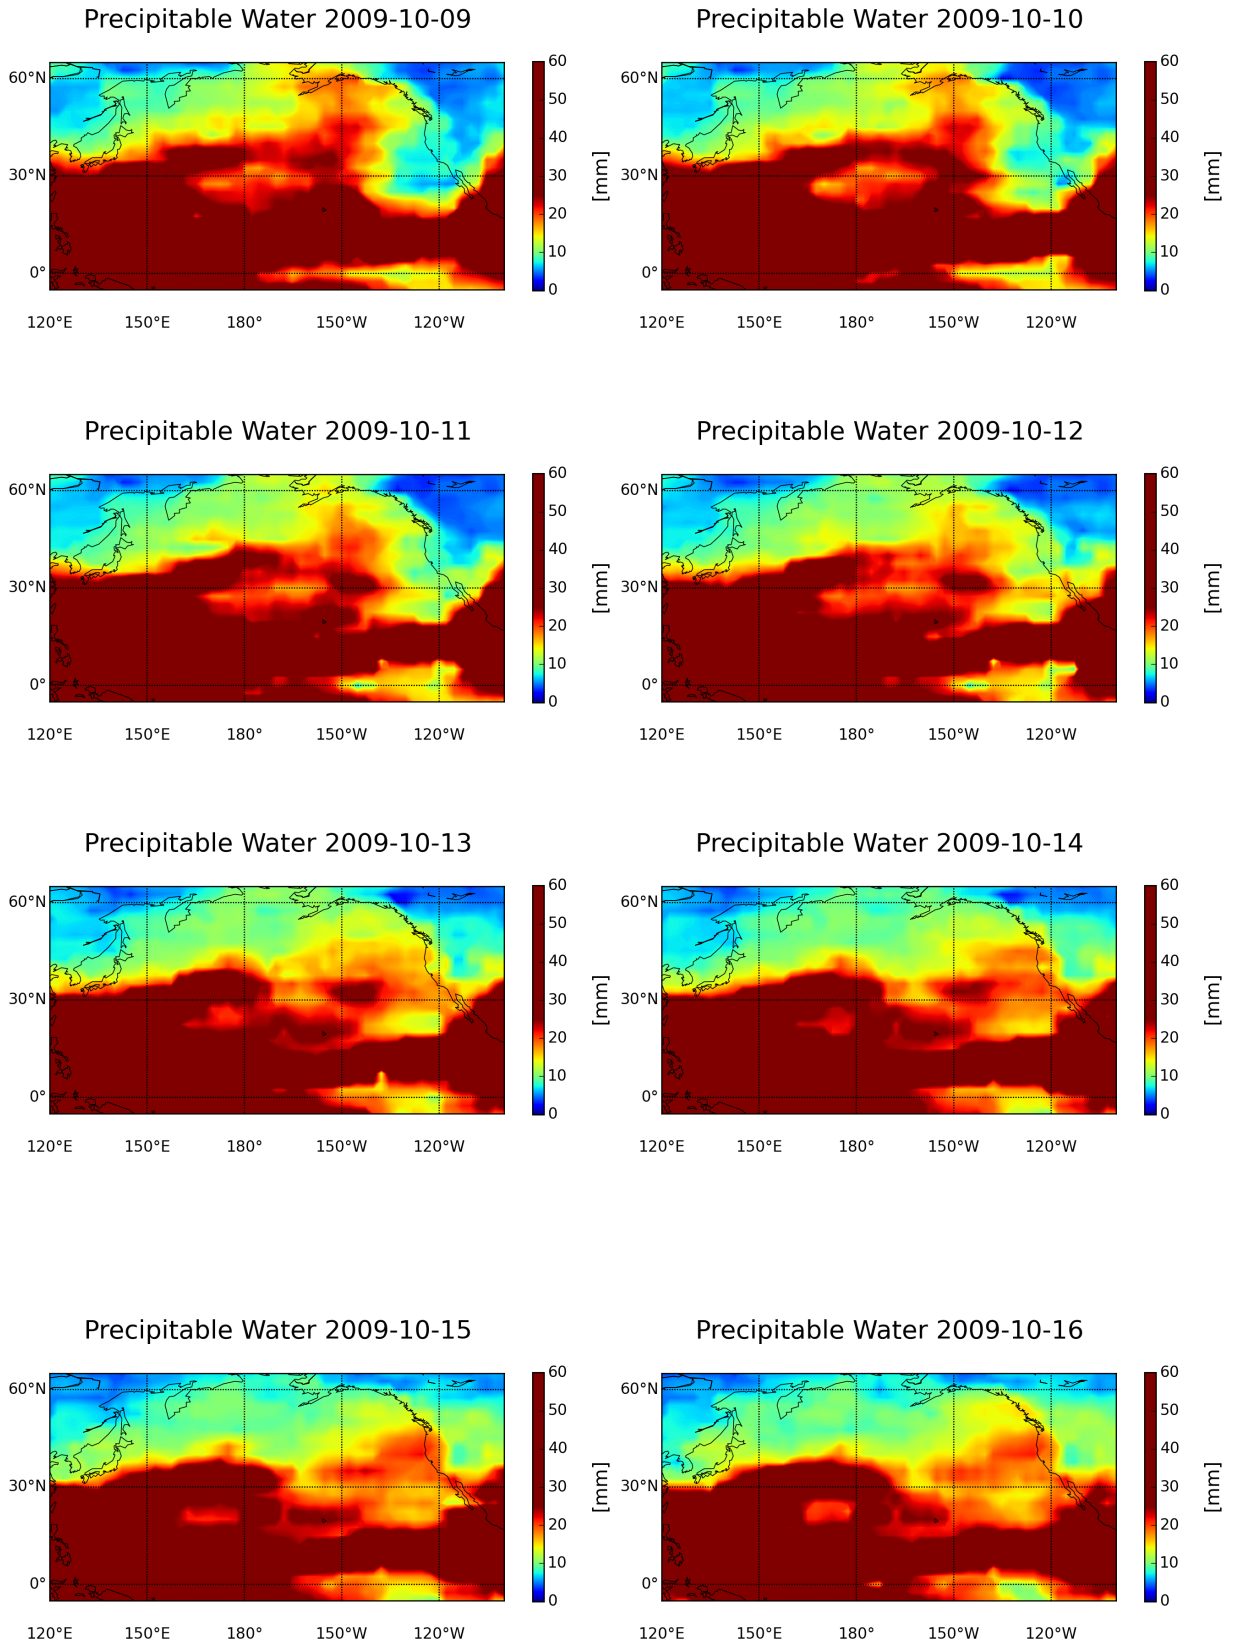 Precipitable Water 2009-10-09
Precipitable Water 2009-10-10
60°N
30°N
0°
120°E 150°E 180° 150°W 120°W
60
50
40
30
20
10
0
[mm]
60°N
30°N
0°
120°E 150°E 180° 150°W 120°W
60
50
40
30
20
10
0
[mm]
Precipitable Water 2009-10-11
Precipitable Water 2009-10-12
60°N
30°N
0°
120°E 150°E 180° 150°W 120°W
60
50
40
30
20
10
0
[mm]
60°N
30°N
0°
120°E 150°E 180° 150°W 120°W
60
50
40
30
20
10
0
[mm]
Precipitable Water 2009-10-13
Precipitable Water 2009-10-14
60°N
30°N
0°
120°E 150°E 180° 150°W 120°W
60
50
40
30
20
10
0
[mm]
60°N
30°N
0°
120°E 150°E 180° 150°W 120°W
60
50
40
30
20
10
0
[mm]
Precipitable Water 2009-10-15
Precipitable Water 2009-10-16
60°N
30°N
0°
120°E 150°E 180° 150°W 120°W
60
50
40
30
20
10
0
[mm]
60°N
30°N
0°
120°E 150°E 180° 150°W 120°W
60
50
40
30
20
10
0
[mm]